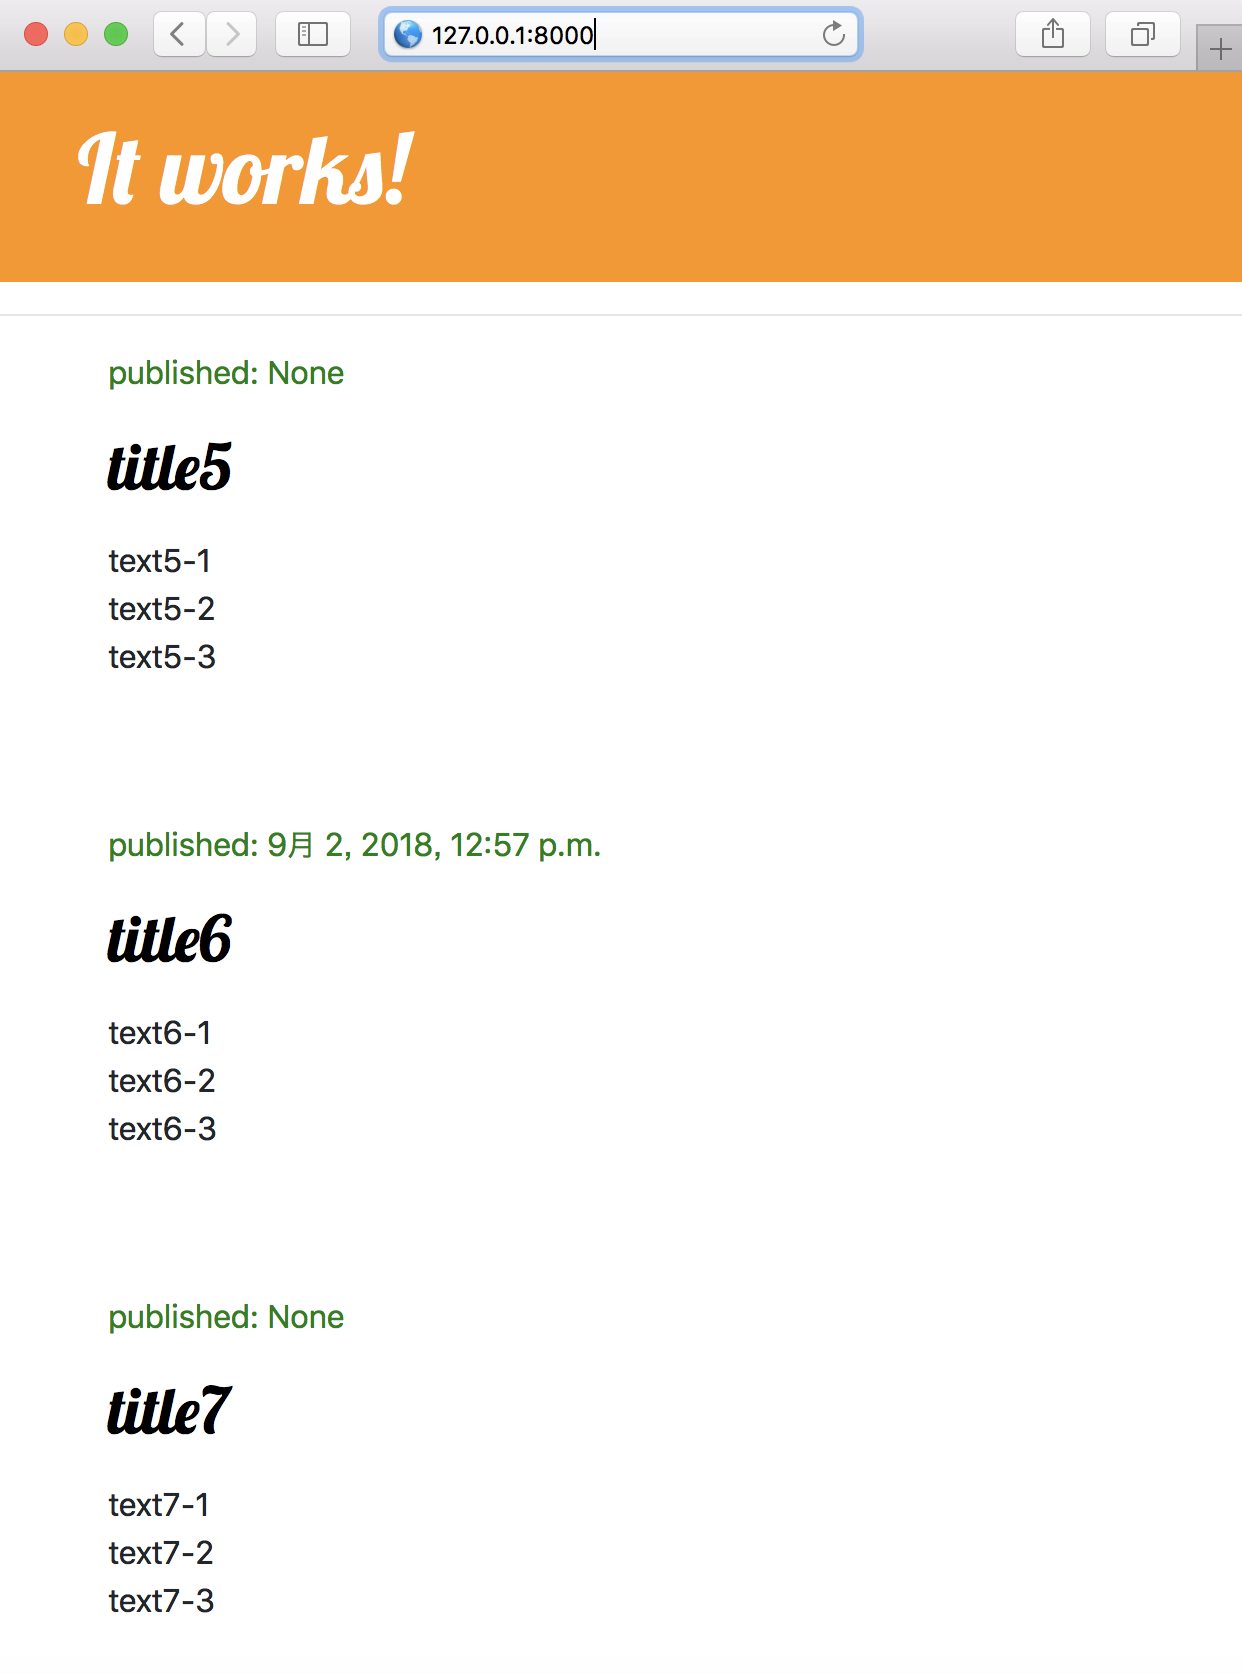 127.0.0.1:8000
It works!
published: None
title5
text5-1
text5-2
text5-3
published: 9月 2, 2018, 12:57 p.m.
title6
text6-1
text6-2
text6-3
published: None
title7
text7-1
text7-2
text7-3